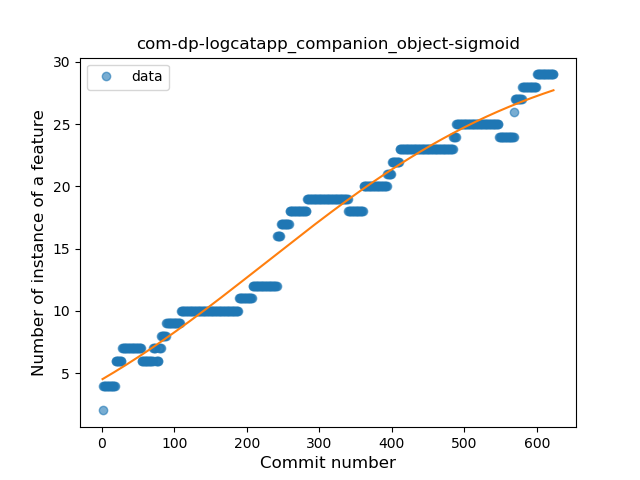 com-dp-logcatapp_companion_object-sigmoid
data
Number of instance of a feature
30
25
20
15
10
5
0 100 200 300 400 500 600
Commit number